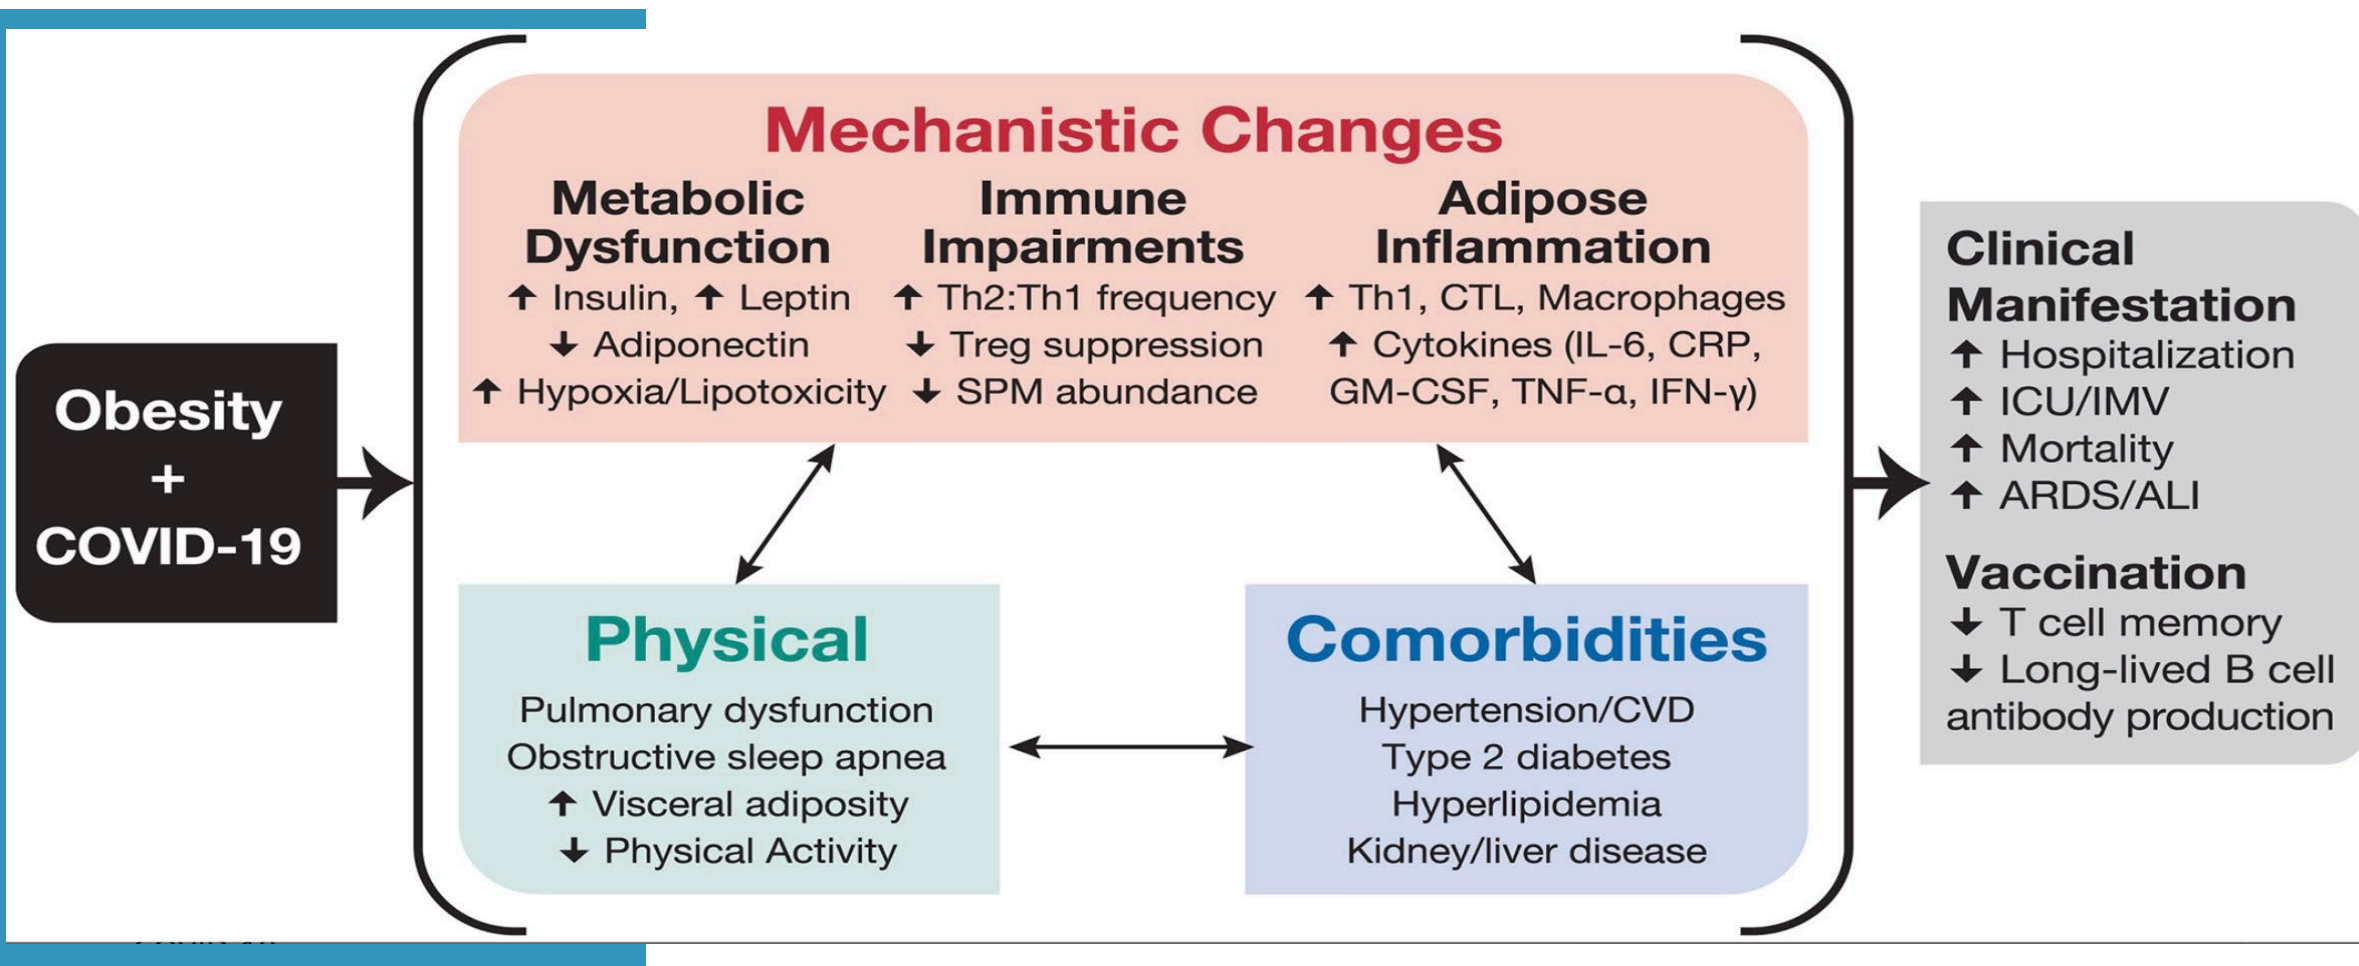 Obesity
+
COVID-19
Mechanistic Changes
Metabolic
Dysfunction
↑ Insulin, ↑ Leptin
↓ Adiponectin
↑ Hypoxia/Lipotoxicity
Immune
Impairments
↑ Th2:Th1 frequency
↓ Treg suppression
↓ SPM abundance
Adipose
Inflammation
↑ Th1, CTL, Macrophages
↑ Cytokines (IL-6, CRP,
GM-CSF, TNF-α, IFN-γ)
Physical
Pulmonary dysfunction
Obstructive sleep apnea
↑ Visceral adiposity
↓ Physical Activity
Comorbidities
Hypertension/CVD
Type 2 diabetes
Hyperlipidemia
Kidney/liver disease
Clinical
Manifestation
↑ Hospitalization
↑ ICU/IMV
↑ Mortality
↑ ARDS/ALI
Vaccination
↓ T cell memory
↓ Long-lived B cell
antibody production